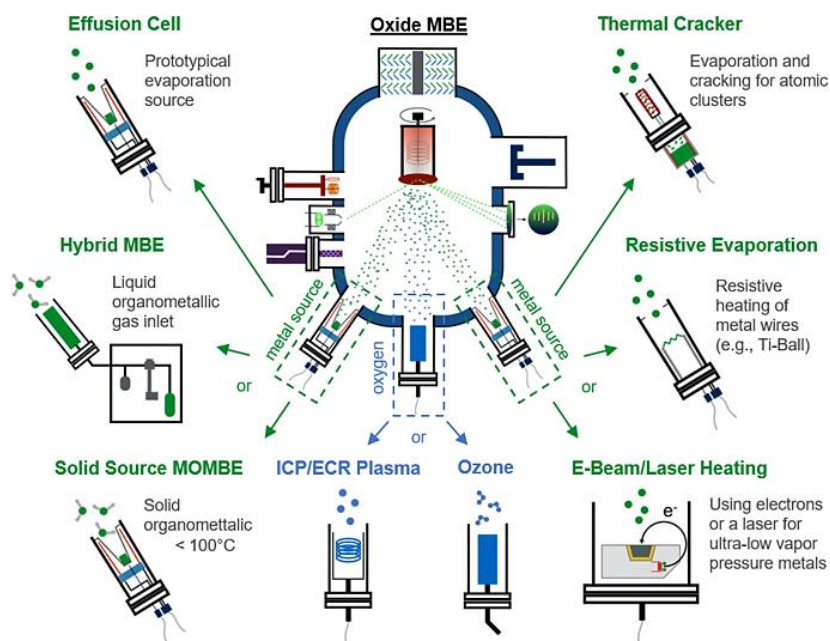 Effusion Cell
Prototypical
evaporation
source
Oxide MBE
Thermal Cracker
Evaporation and
cracking for atomic
clusters
Hybrid MBE
Liquid
organometallic
gas inlet
metal source
or
oxygen
or
metal source
or
Resistive Evaporation
Resistive
heating of
metal wires
(e.g., Ti-Ball)
Solid Source MOMBE
Solid
organomettalic
< 100°C
ICP/ECR Plasma
Ozone
E-Beam/Laser Heating
e-
Using electrons
or a laser for
ultra-low vapor
pressure metals